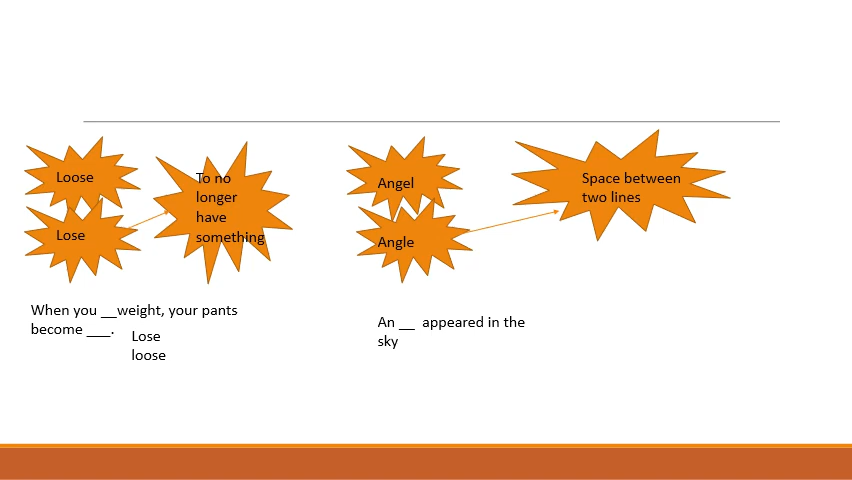 Loose
Lose
To no
longer
have
something
When you __weight, your pants
become ___.
Lose
loose
Angel
Angle
Space between
two lines
An __ appeared in the
sky